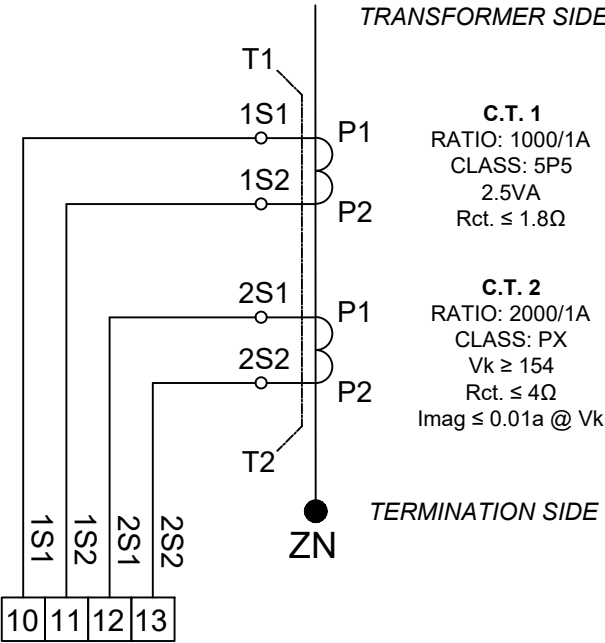 TRANSFORMER SIDE
T1
1S1
P1
1S2
P2
C.T. 1
RATIO: 1000/1A
CLASS: 5P5
2.5VA
Rct. ≤ 1.8Ω
2S1
P1
2S2
P2
C.T. 2
RATIO: 2000/1A
CLASS: PX
Vk ≥ 154
Rct. ≤ 4Ω
Imag ≤ 0.01a @ Vk
T2
TERMINATION SIDE
ZN
1S1
1S2
2S1
2S2
10 11 12 13